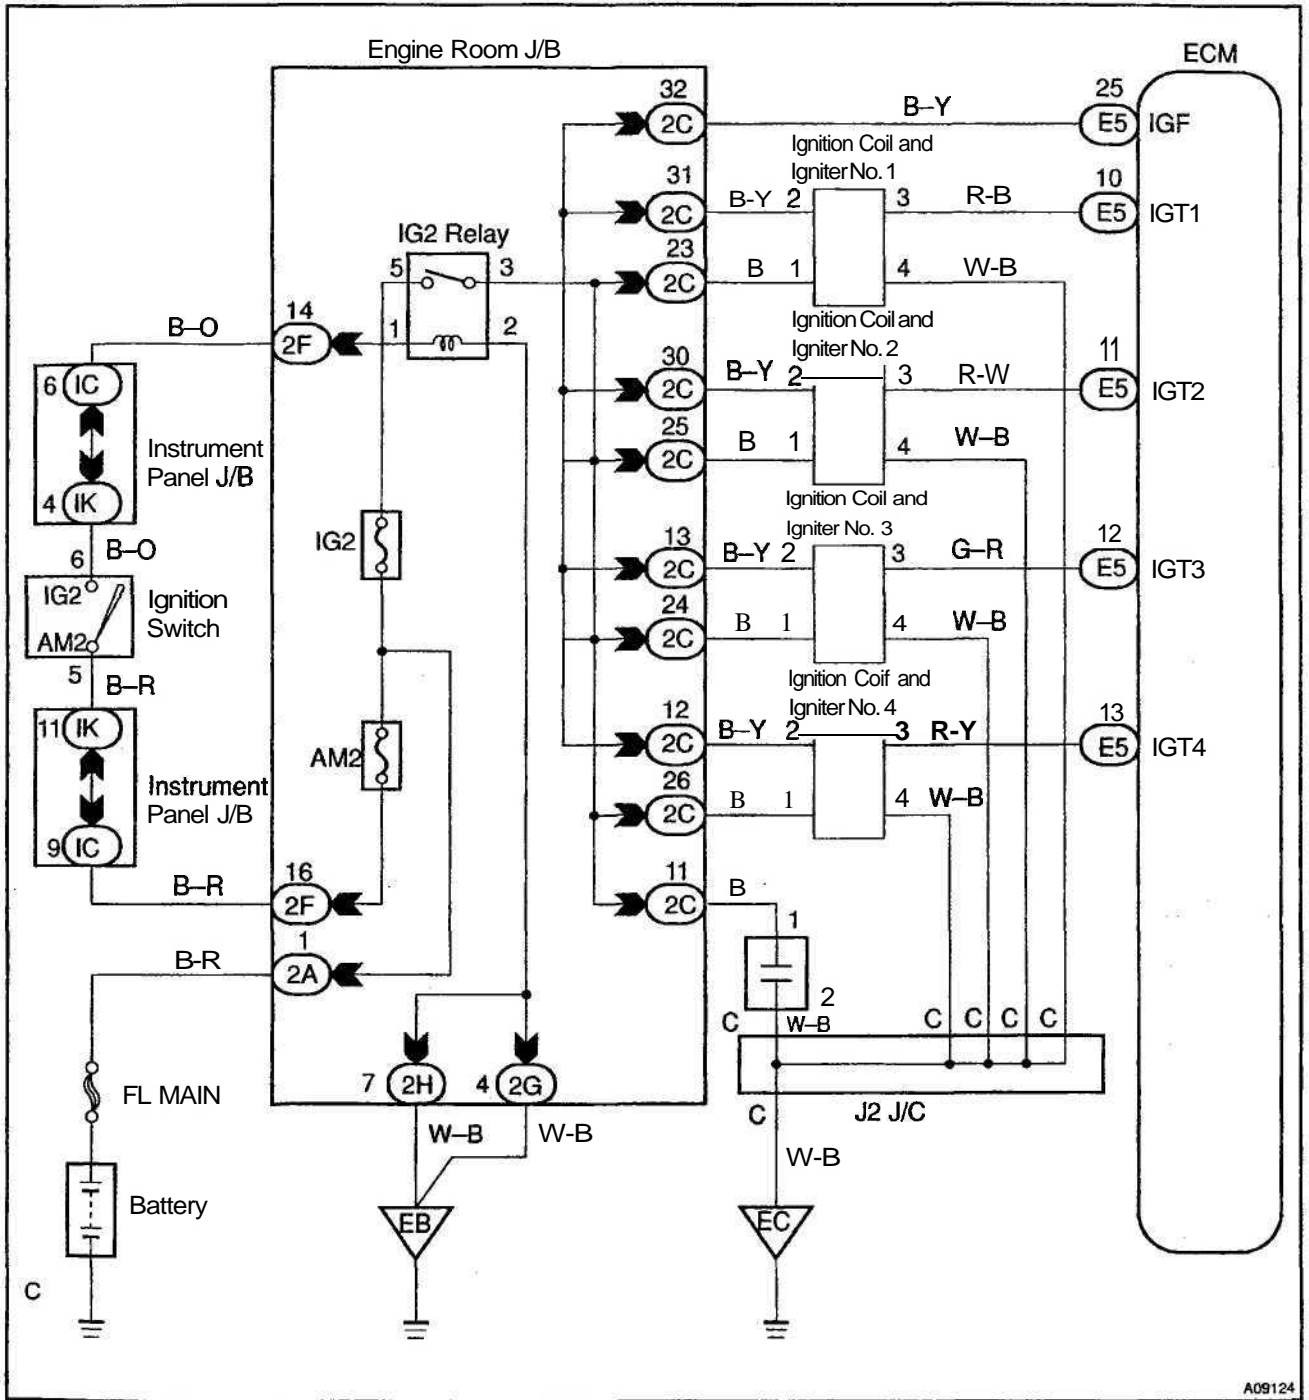 Engine Room J/B
ECM
32
2C
B–Y
25
E5
IGF
Ignition Coil and
Igniter No. 1
31
2C
B-Y
2
3
R-B
10
E5
IGT1
IG2 Relay
5
3
1
2
23
2C
B
1
4
W-B
Ignition Coil and
Igniter No. 2
B–O
14
2F
30
2C
B–Y
2
3
R-W
11
E5
IGT2
6
IC
Instrument
Panel J/B
4
IK
25
2C
B
1
4
W–B
Ignition Coil and
Igniter No. 3
6
B–O
IG2
13
2C
B–Y
2
3
G–R
12
E5
IGT3
IG2
AM2
Ignition
Switch
5
B–R
24
2C
B
1
4
W–B
Ignition Coif and
Igniter No. 4
11
IK
Instrument
Panel J/B
9
IC
AM2
12
2C
B–Y
2
3
R-Y
13
E5
IGT4
26
2C
B
1
4
W–B
B–R
16
2F
11
2C
B
1
2
B-R
1
2A
C
W–B
C
C
C
C
J2 J/C
FL MAIN
7
2H
4
2G
W–B
W-B
C
W-B
Battery
EB
EC
C
A09124